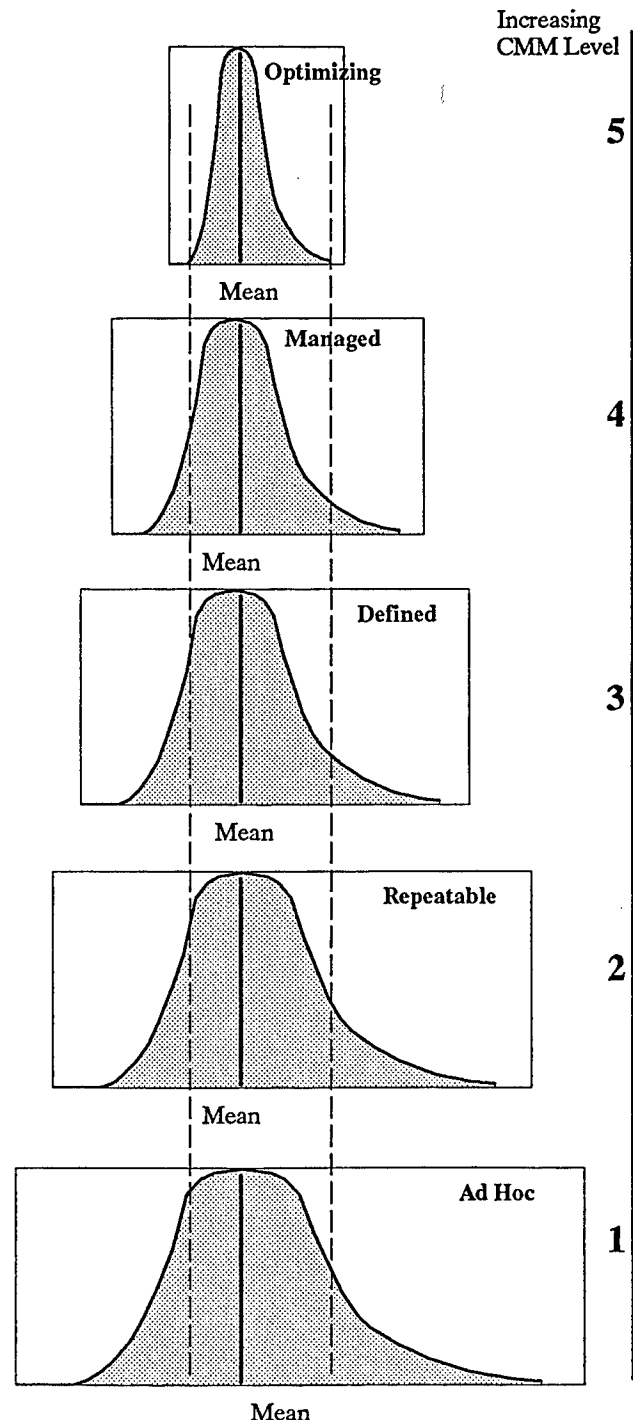 Increasing
CMM Level
Optimizing
5
Mean
Managed
4
Mean
Defined
3
Mean
Repeatable
2
Mean
Ad Hoc
1
Mean